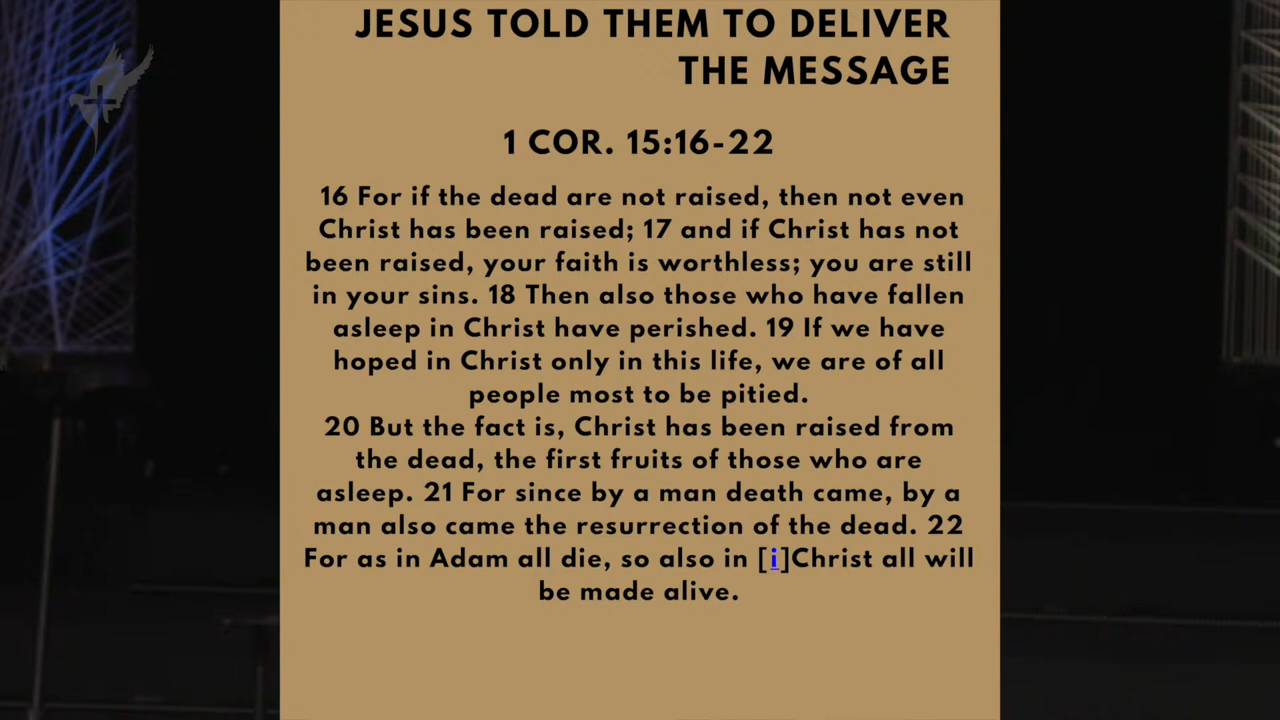 JESUS TOLD THEM TO DELIVER
THE MESSAGE
1 COR. 15:16-22
16 For if the dead are not raised, then not even
Christ has been raised; 17 and if Christ has not
been raised, your faith is worthless; you are still
in your sins. 18 Then also those who have fallen
asleep in Christ have perished. 19 If we have
hoped in Christ only in this life, we are of all
people most to be pitied.
20 But the fact is, Christ has been raised from
the dead, the first fruits of those who are
asleep. 21 For since by a man death came, by a
man also came the resurrection of the dead. 22
For as in Adam all die, so also in [i]Christ all will
be made alive.